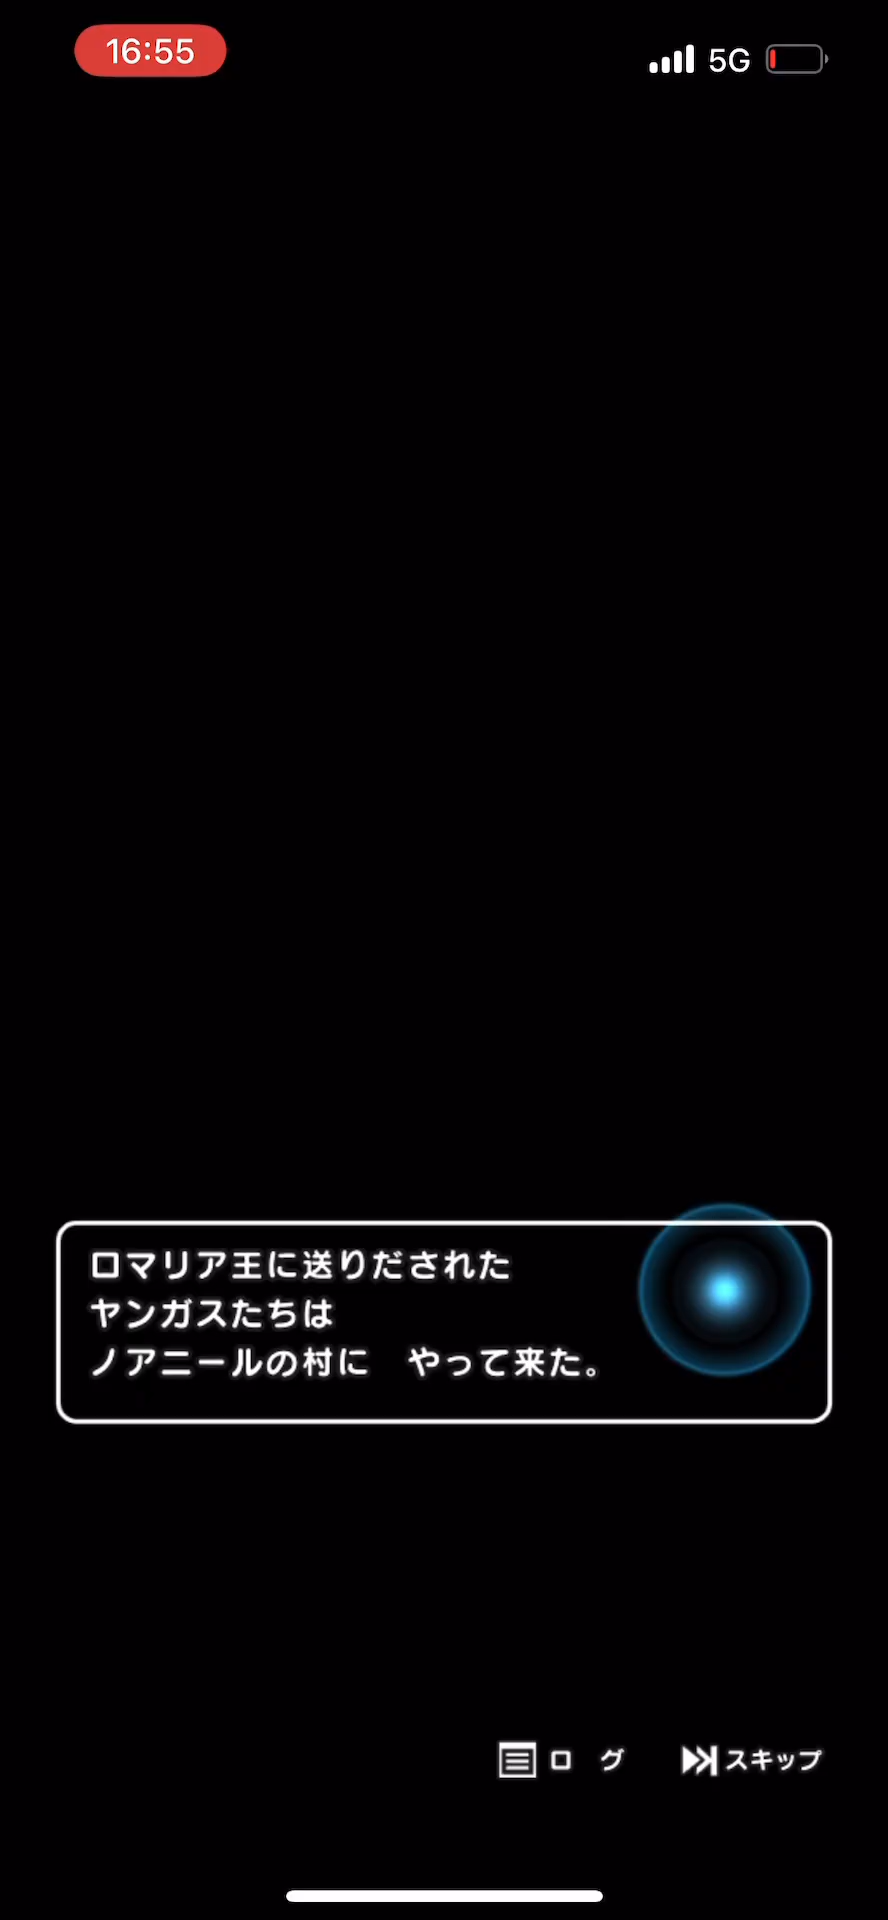 16:55
5G
ロマリア王に送りだされた
ヤンガスたちは
ノアニールの村に　やって来た。
ログ
スキップ